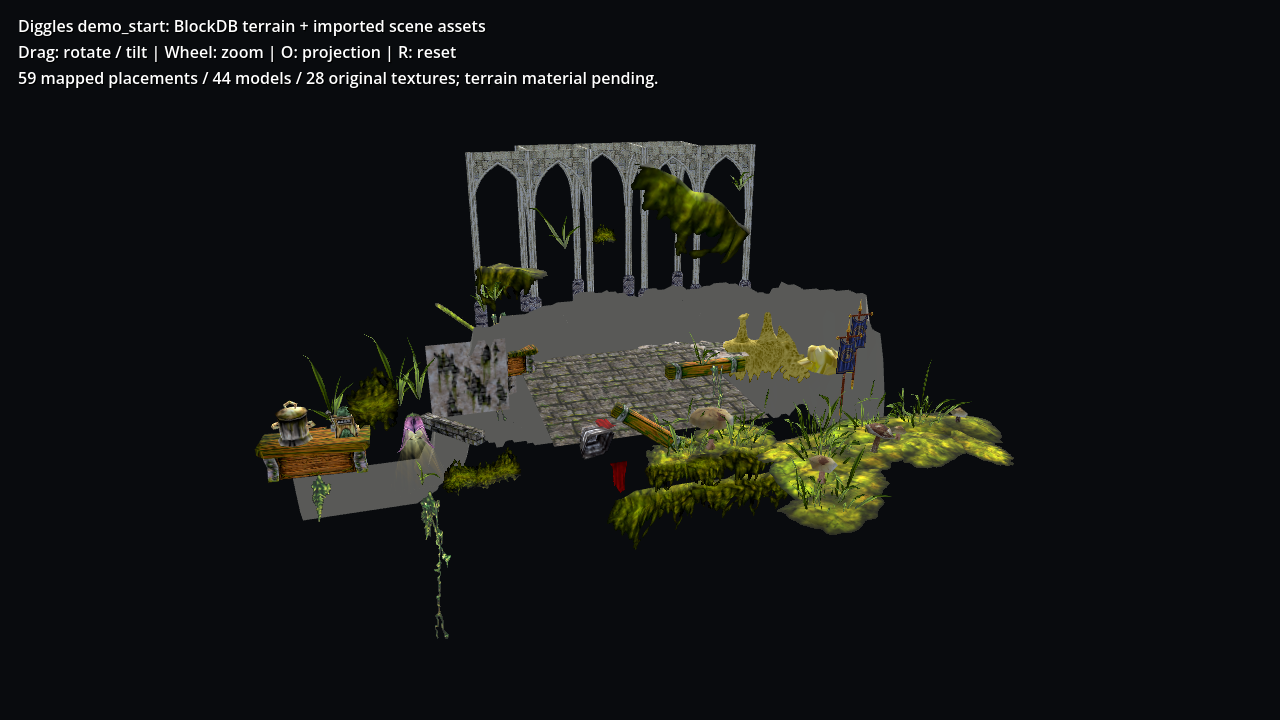 Diggles demo_start: BlockDB terrain + imported scene assets
Drag: rotate / tilt | Wheel: zoom | O: projection | R: reset
59 mapped placements / 44 models / 28 original textures; terrain material pending.